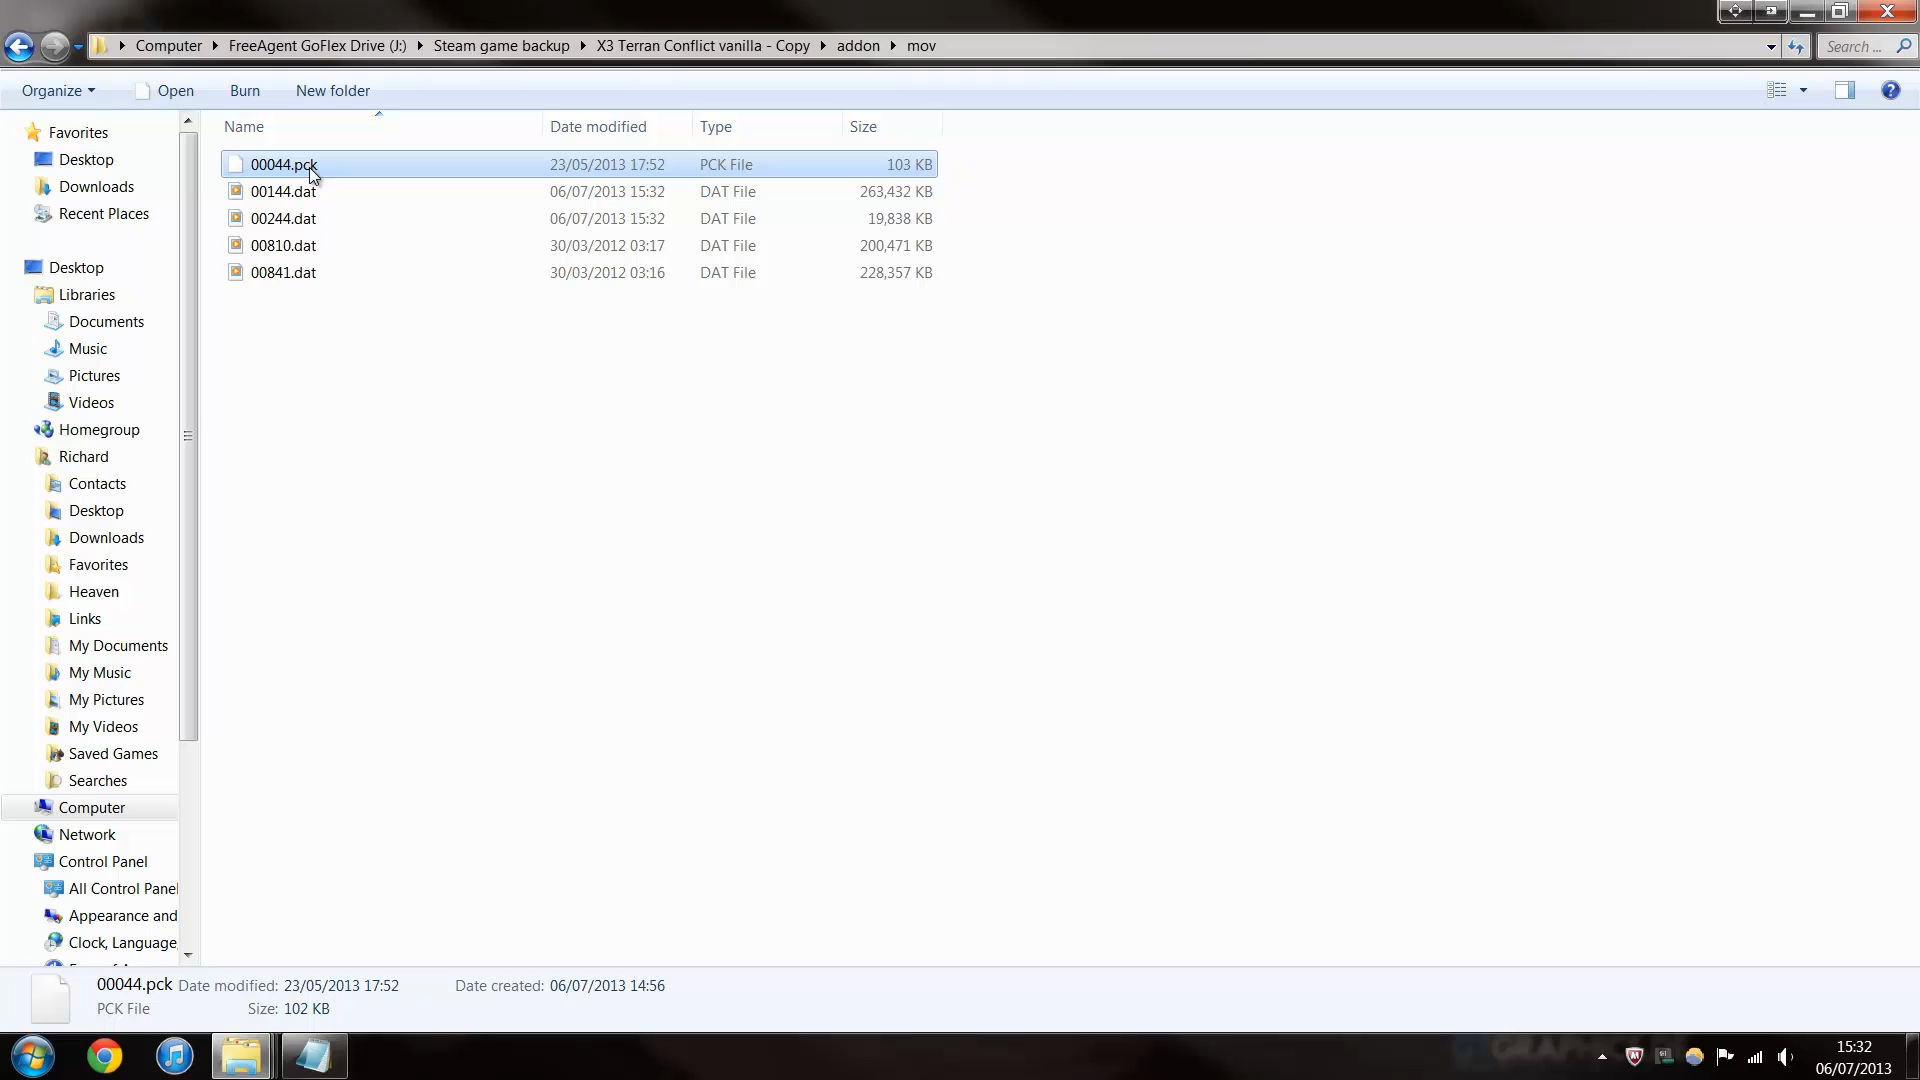 Computer FreeAgent GoFlex Drive (J:) Steam game backup X3 Terran Conflict vanilla - Copy addon mov Search ...
Organize Open Burn New folder
Name Date modified Type Size
00044.pck 23/05/2013 17:52 PCK File 103 KB
00144.dat 06/07/2013 15:32 DAT File 263,432 KB
00244.dat 06/07/2013 15:32 DAT File 19,838 KB
00810.dat 30/03/2012 03:17 DAT File 200,471 KB
00841.dat 30/03/2012 03:16 DAT File 228,357 KB
Favorites
Desktop
Downloads
Recent Places
Desktop
Libraries
Documents
Music
Pictures
Videos
Homegroup
Richard
Contacts
Desktop
Downloads
Favorites
Heaven
Links
My Documents
My Music
My Pictures
My Videos
Saved Games
Searches
Computer
Network
Control Panel
All Control Panel
Appearance and
Clock, Language,
00044.pck Date modified: 23/05/2013 17:52 Date created: 06/07/2013 14:56
PCK File Size: 102 KB
15:32
06/07/2013